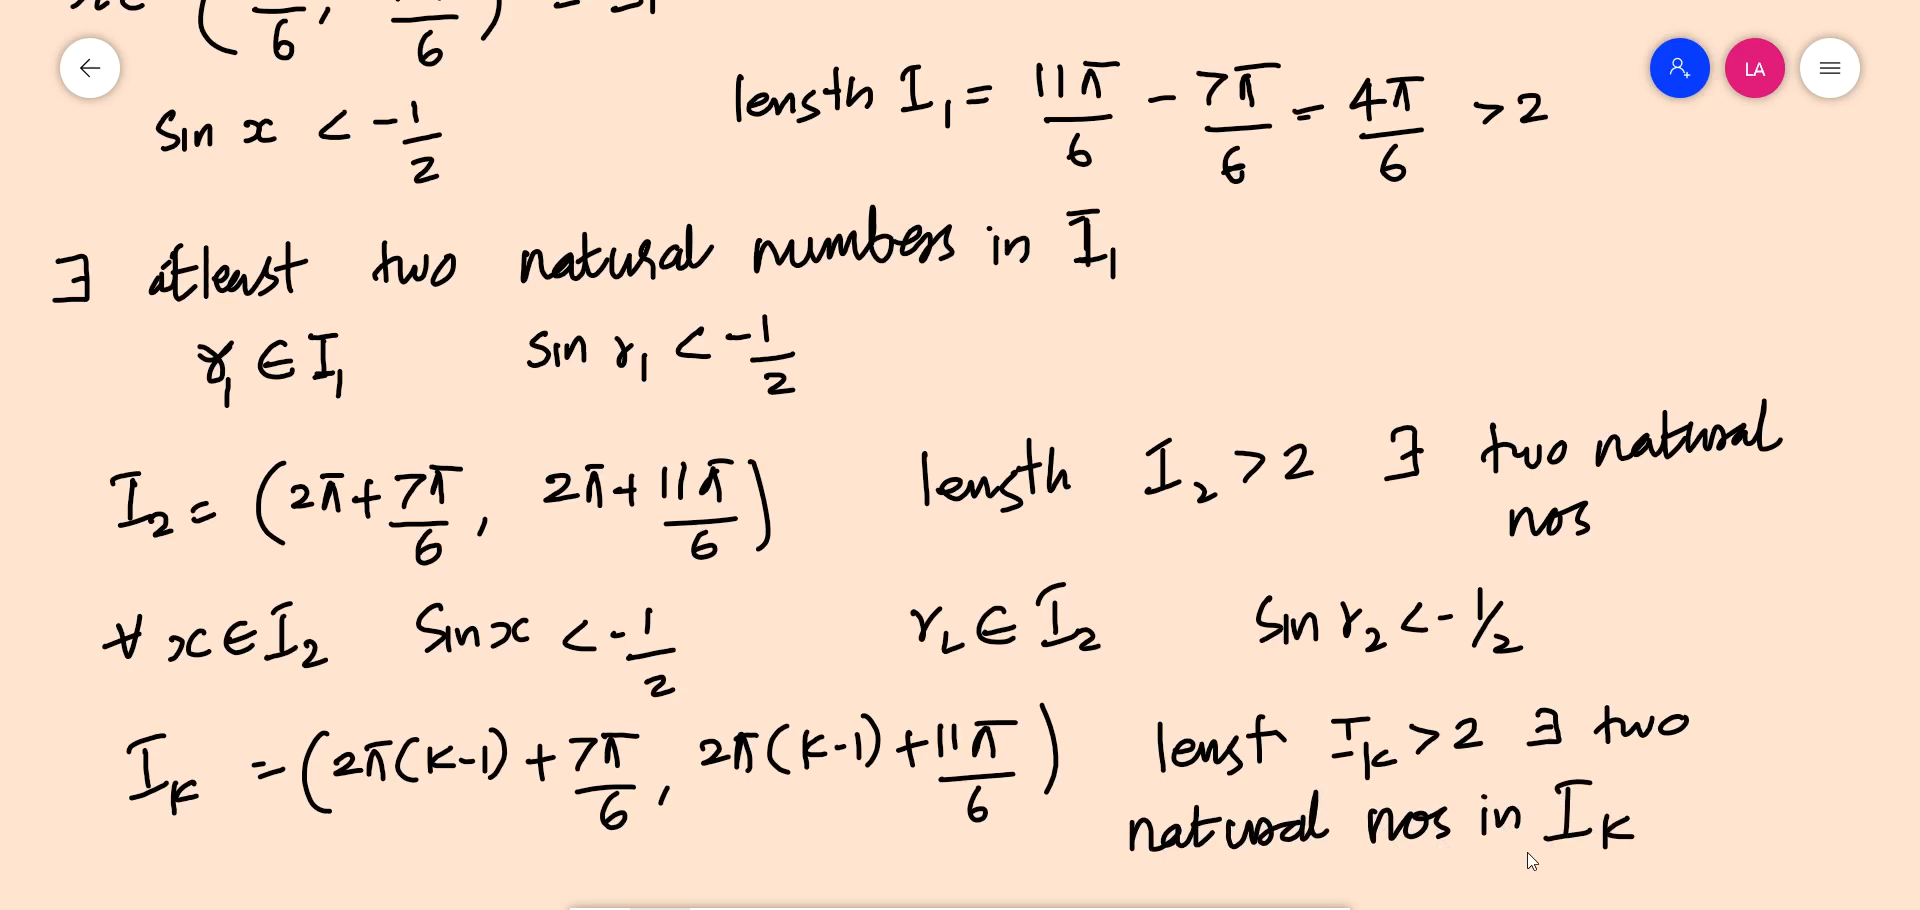 ( /6, /6 )
LA
sin x < -1/2    length I₁ = 11π/6 - 7π/6 = 4π/6 > 2
∃ atleast two natural numbers in I₁
r₁ ∈ I₁    sin r₁ < -1/2
I₂ = (2π + 7π/6, 2π + 11π/6)    length I₂ > 2 ∃ two natural
nos
∀ x ∈ I₂    Sin x < -1/2    r₂ ∈ I₂    Sin r₂ < -1/2
I_k = (2π(k-1) + 7π/6, 2π(k-1) + 11π/6)    lengt I_k > 2 ∃ two
natural nos in I_k